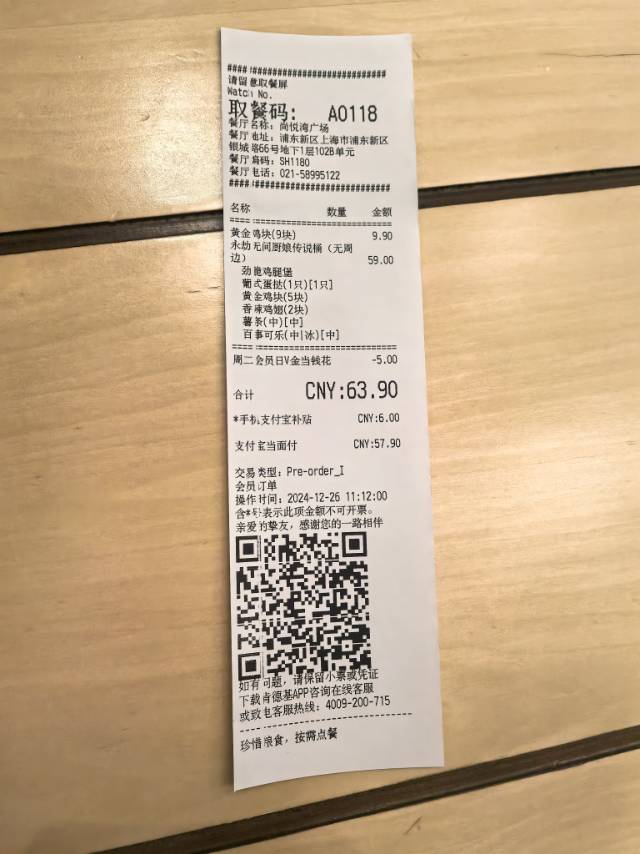 ####:##########################
请留意取餐屏
Watch No.
取餐码: A0118
餐厅名称: 尚悦湾广场
餐厅地址: 浦东新区上海市浦东新区
银城路66号地下1层102B单元
餐厅编码: SH1180
餐厅电话: 021-58995122
####:##########################
名称 数量 金额
===============================
黄金鸡块(9块) 9.90
永劫无间厨娘传说桶（无周
边） 59.00
劲脆鸡腿堡
葡式蛋挞(1只)[1只]
黄金鸡块(5块)
香辣鸡翅(2块)
薯条(中)[中]
百事可乐(中|冰)[中]
===============================
周二会员日V金当钱花 -5.00
合计 CNY:63.90
*手机支付宝补贴 CNY:6.00
支付宝当面付 CNY:57.90
交易类型: Pre-order_I
会员订单
操作时间: 2024-12-26 11:12:00
含*号表示此项金额不可开票。
亲爱的挚友，感谢您的一路相伴
如有问题，请保留小票或凭证
下载肯德基APP咨询在线客服
或致电客服热线: 4009-200-715
-------------------------------
珍惜粮食，按需点餐